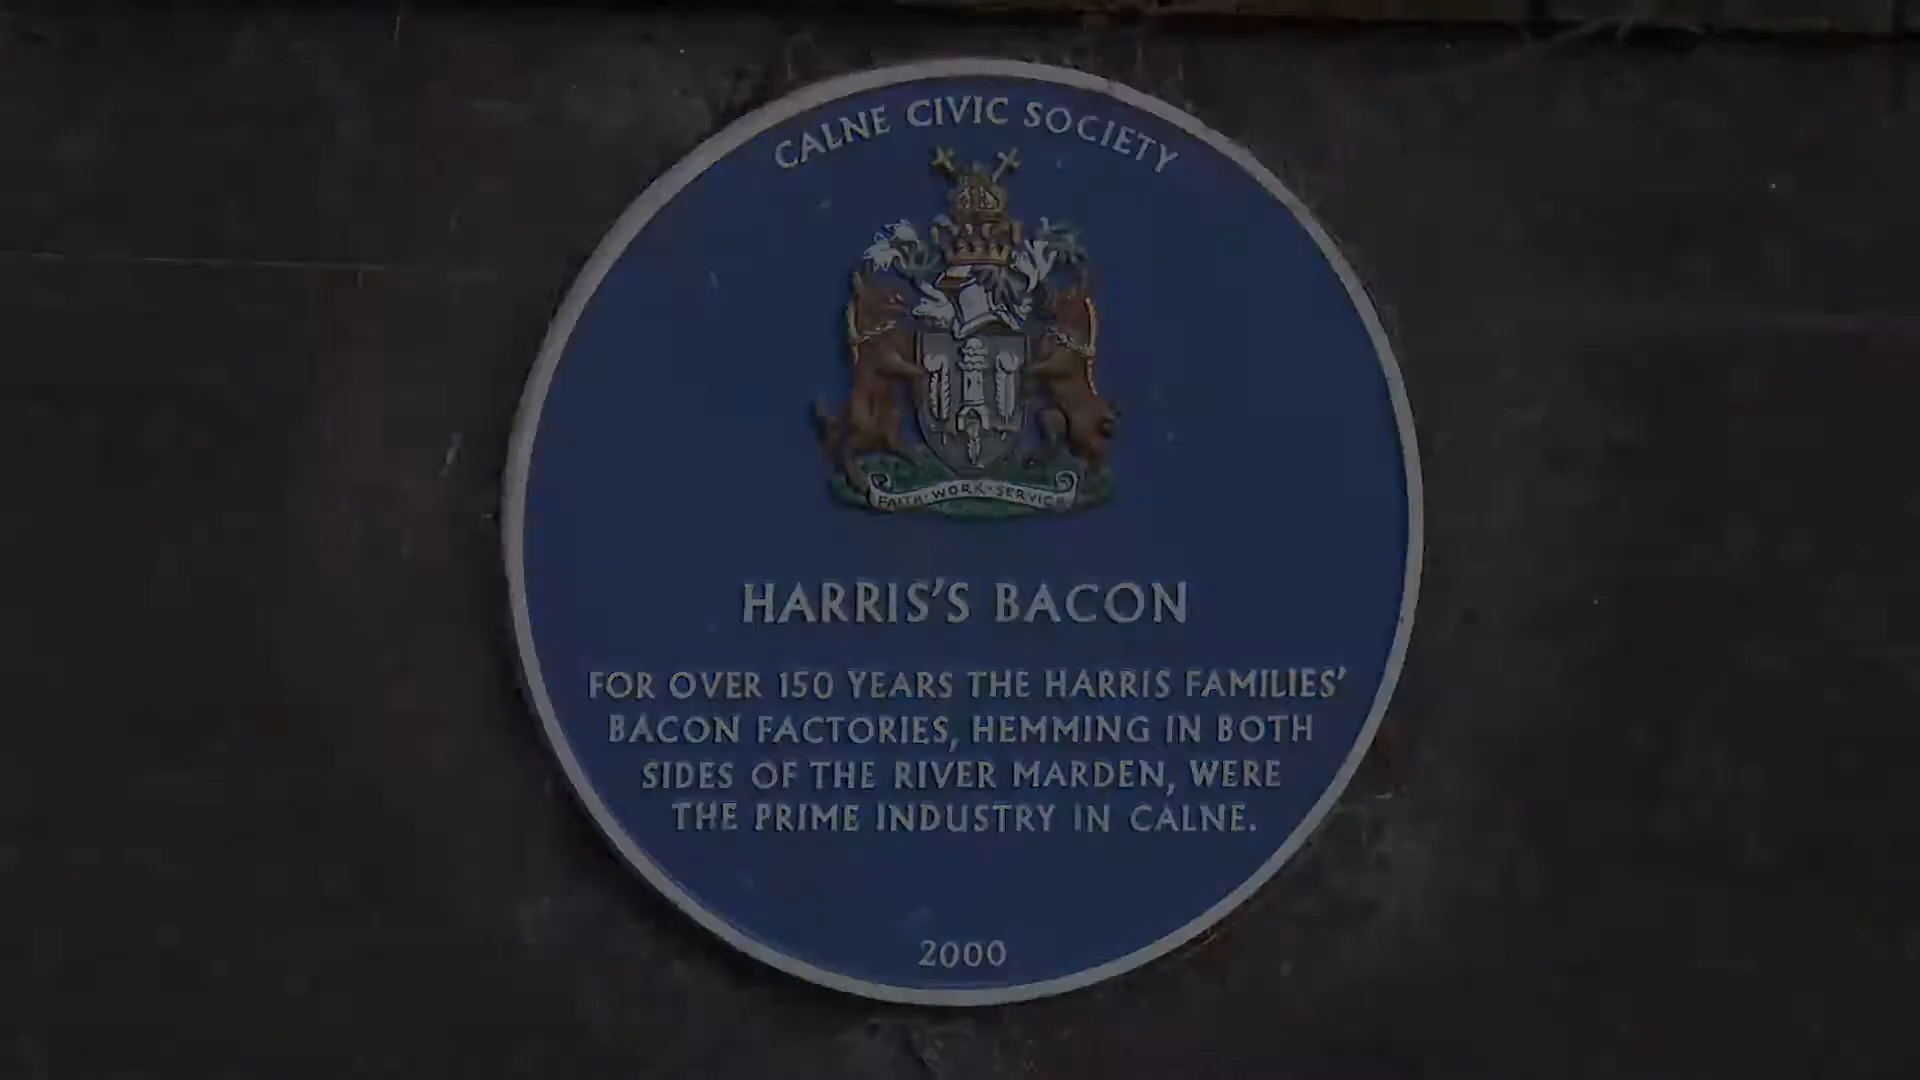 CALNE CIVIC SOCIETY
FAITH·WORK·SERVICE
HARRIS'S BACON
FOR OVER 150 YEARS THE HARRIS FAMILIES'
BACON FACTORIES, HEMMING IN BOTH
SIDES OF THE RIVER MARDEN, WERE
THE PRIME INDUSTRY IN CALNE.
2000